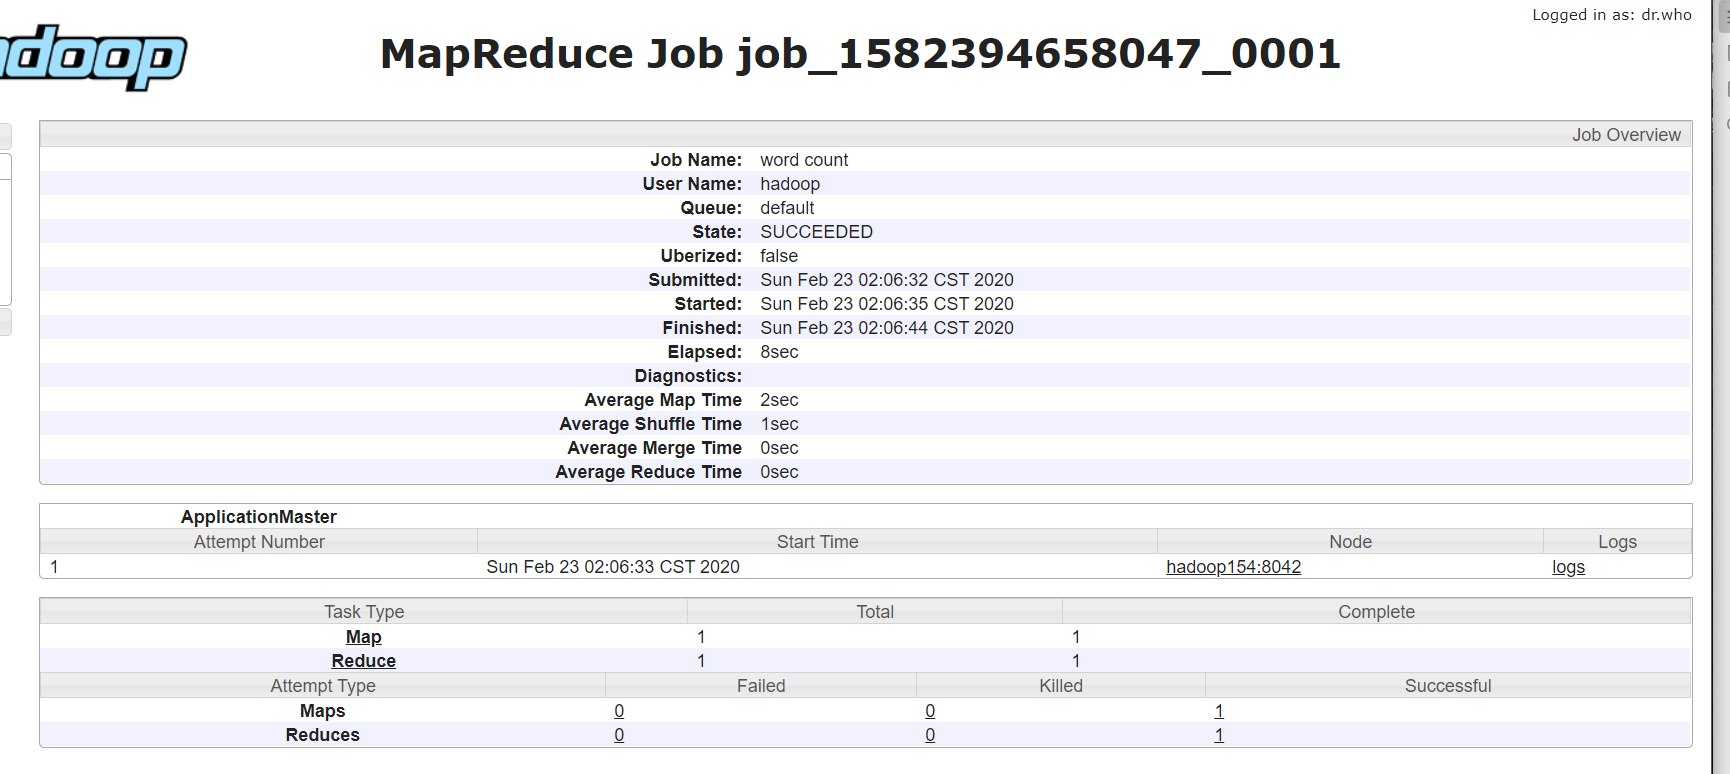 Logged in as: dr.who
adoop
MapReduce Job job_1582394658047_0001
Job Overview
Job Name: word count
User Name: hadoop
Queue: default
State: SUCCEEDED
Uberized: false
Submitted: Sun Feb 23 02:06:32 CST 2020
Started: Sun Feb 23 02:06:35 CST 2020
Finished: Sun Feb 23 02:06:44 CST 2020
Elapsed: 8sec
Diagnostics:
Average Map Time 2sec
Average Shuffle Time 1sec
Average Merge Time 0sec
Average Reduce Time 0sec
ApplicationMaster
Attempt Number Start Time Node Logs
1 Sun Feb 23 02:06:33 CST 2020 hadoop154:8042 logs
Task Type Total Complete
Map 1 1
Reduce 1 1
Attempt Type Failed Killed Successful
Maps 0 0 1
Reduces 0 0 1